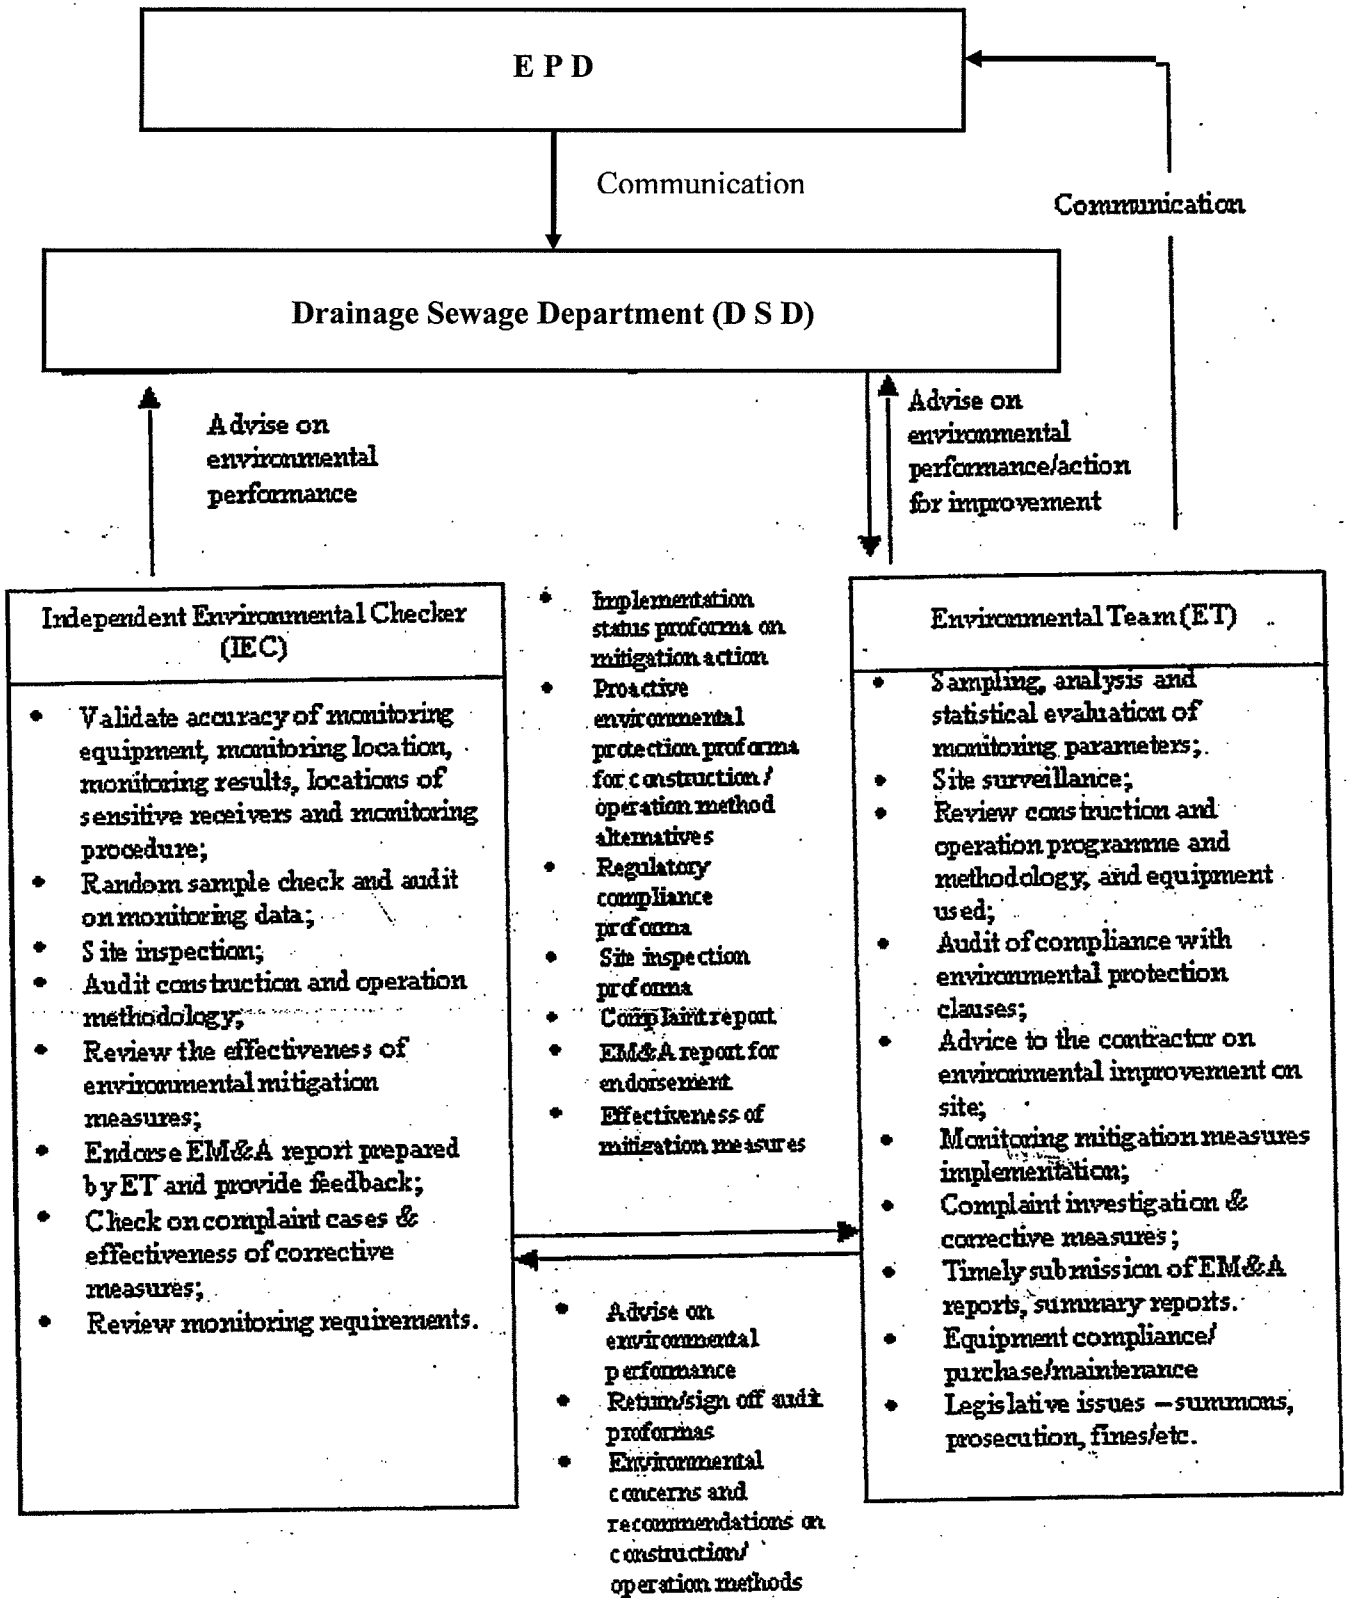 E P D
Communication
Communication
Drainage Sewage Department (D S D)
Advise on
environmental
performance
Advise on
environmental
performance/action
for improvement
Independent Environmental Checker
(IEC)
• Validate accuracy of monitoring
equipment, monitoring location,
monitoring results, locations of
sensitive receivers and monitoring
procedure;
• Random sample check and audit
on monitoring data;
• Site inspection;
• Audit construction and operation
methodology;
• Review the effectiveness of
environmental mitigation
measures;
• Endorse EM&A report prepared
by ET and provide feedback;
• Check on complaint cases &
effectiveness of corrective
measures;
• Review monitoring requirements.
• Implementation
status proforma on
mitigation action
• Proactive
environmental
protection proforma
for construction/
operation method
alternatives
• Regulatory
compliance
proforma
• Site inspection
proforma
• Complaint report
• EM&A report for
endorsement
• Effectiveness of
mitigation measures
• Advise on
environmental
performance
• Return/sign off audit
proformas
• Environmental
concerns and
recommendations on
construction/
operation methods
Environmental Team (ET)
• Sampling, analysis and
statistical evaluation of
monitoring parameters;
• Site surveillance;
• Review construction and
operation programme and
methodology, and equipment
used;
• Audit of compliance with
environmental protection
clauses;
• Advice to the contractor on
environmental improvement on
site;
• Monitoring mitigation measures
implementation;
• Complaint investigation &
corrective measures;
• Timely submission of EM&A
reports, summary reports.
• Equipment compliance/
purchase/maintenance
• Legislative issues – summons,
prosecution, fines/etc.